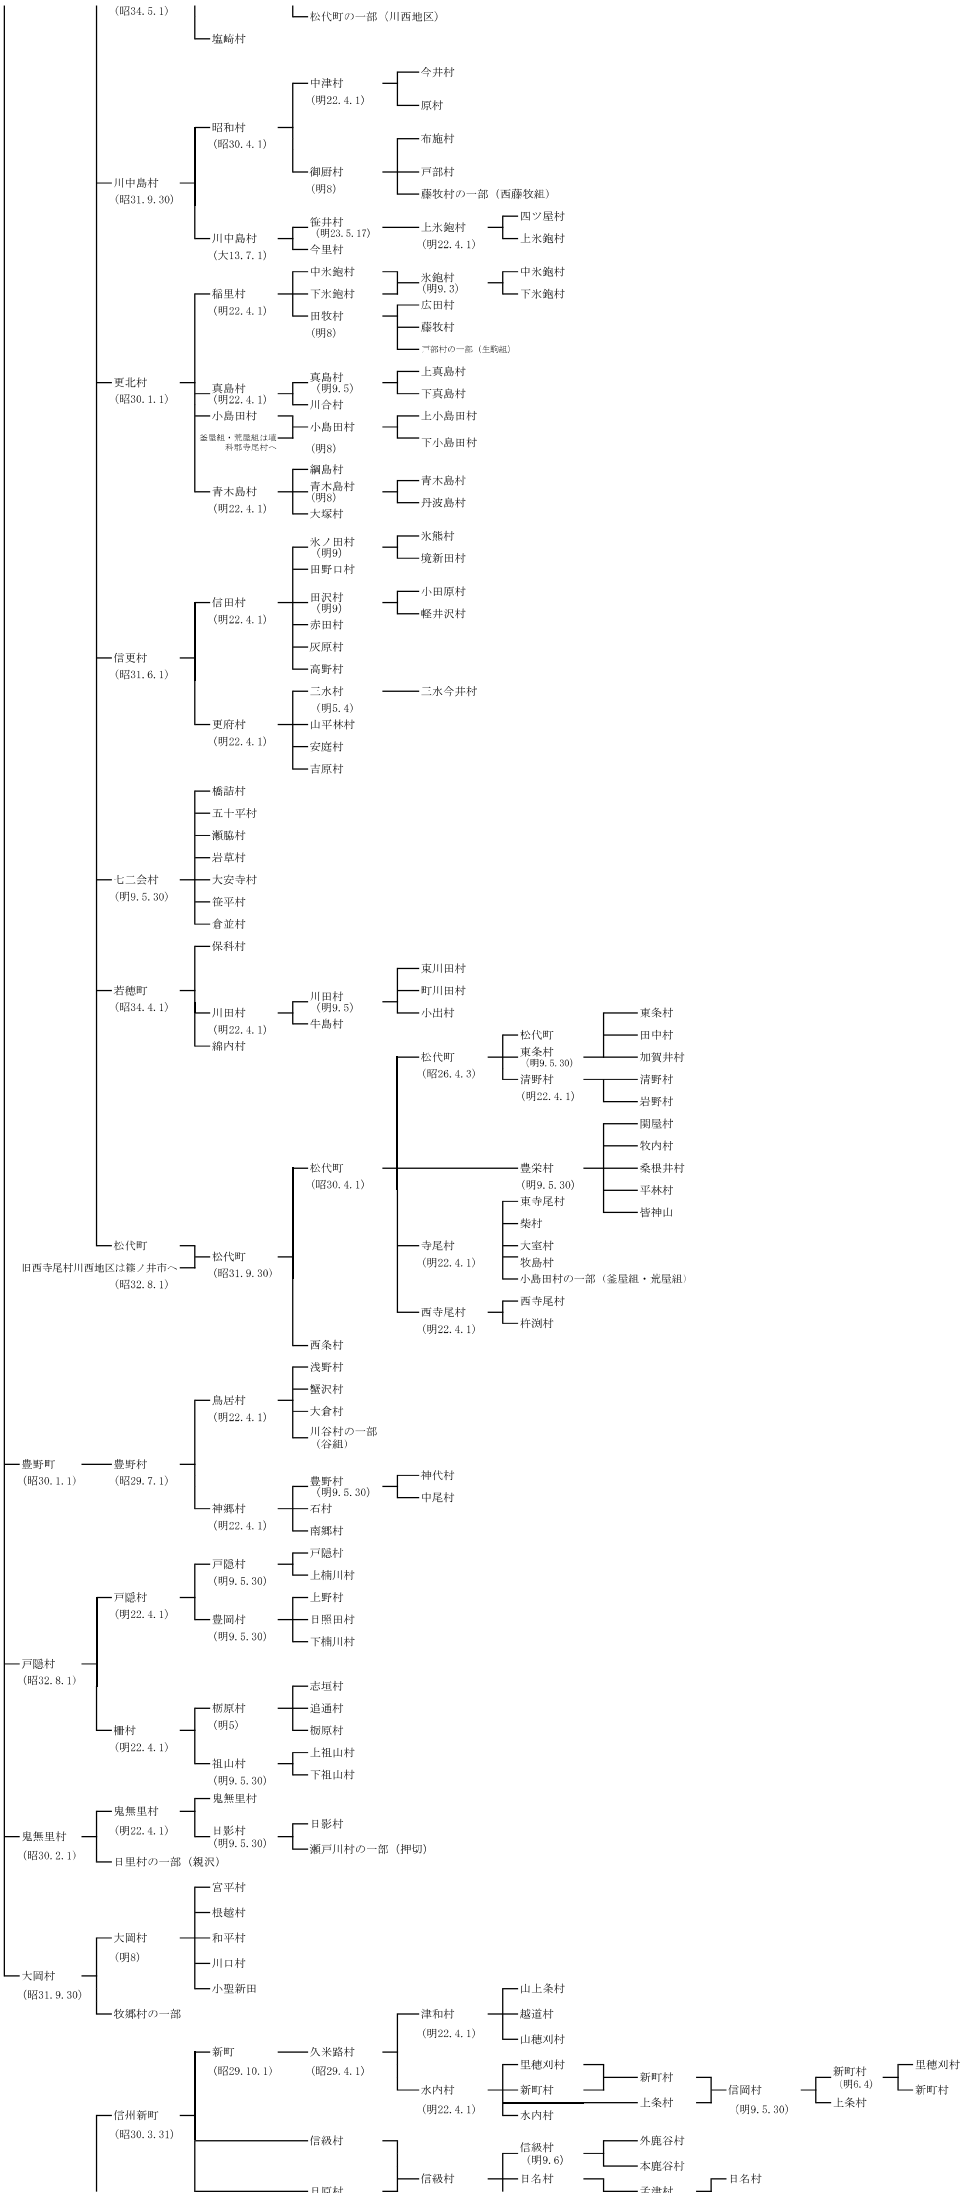 (昭34.5.1)
松代町の一部（川西地区）
塩崎村
今井村
中津村
(明22.4.1)
原村
昭和村
(昭30.4.1)
布施村
御厨村
(明8)
戸部村
川中島村
(昭31.9.30)
藤牧村の一部（西藤牧組）
四ツ屋村
笹井村
(明23.5.17)
上氷鉋村
(明22.4.1)
川中島村
(大13.7.1)
上氷鉋村
今里村
中氷鉋村
氷鉋村
(明9.3)
中氷鉋村
稲里村
(明22.4.1)
下氷鉋村
下氷鉋村
広田村
田牧村
(明8)
藤牧村
戸部村の一部（生駒組）
上真島村
更北村
(昭30.1.1)
真島村
(明22.4.1)
真島村
(明9.5)
下真島村
川合村
小島田村
上小島田村
小島田村
(明8)
釜屋組・荒屋組は埴
科郡寺尾村へ
下小島田村
綱島村
青木島村
青木島村
(明22.4.1)
青木島村
(明8)
丹波島村
大塚村
氷熊村
氷ノ田村
(明9)
境新田村
田野口村
小田原村
信田村
(明22.4.1)
田沢村
(明9)
軽井沢村
赤田村
灰原村
信更村
(昭31.6.1)
高野村
三水村
(明5.4)
三水今井村
更府村
(明22.4.1)
山平林村
安庭村
吉原村
橋詰村
五十平村
瀬脇村
岩草村
七二会村
(明9.5.30)
大安寺村
笹平村
倉並村
保科村
東川田村
若穂町
(昭34.4.1)
川田村
(明9.5)
町川田村
川田村
(明22.4.1)
小出村
東条村
牛島村
松代町
田中村
綿内村
松代町
(昭26.4.3)
東条村
(明9.5.30)
加賀井村
清野村
(明22.4.1)
清野村
岩野村
関屋村
牧内村
松代町
(昭30.4.1)
豊栄村
(明9.5.30)
桑根井村
平林村
東寺尾村
皆神山
柴村
松代町
寺尾村
(明22.4.1)
大室村
松代町
(昭31.9.30)
牧島村
旧西寺尾村川西地区は篠ノ井市へ
(昭32.8.1)
小島田村の一部（釜屋組・荒屋組）
西寺尾村
西寺尾村
(明22.4.1)
杵渕村
西条村
浅野村
蟹沢村
鳥居村
(明22.4.1)
大倉村
川谷村の一部
（谷組）
豊野町
(昭30.1.1)
豊野村
(昭29.7.1)
神代村
豊野村
(明9.5.30)
中尾村
神郷村
(明22.4.1)
石村
南郷村
戸隠村
戸隠村
(明9.5.30)
上楠川村
戸隠村
(明22.4.1)
上野村
豊岡村
(明9.5.30)
日照田村
下楠川村
戸隠村
(昭32.8.1)
志垣村
栃原村
(明5)
追通村
栃原村
柵村
(明22.4.1)
上祖山村
祖山村
(明9.5.30)
下祖山村
鬼無里村
鬼無里村
(明22.4.1)
日影村
鬼無里村
(昭30.2.1)
日影村
(明9.5.30)
瀬戸川村の一部（押切）
日里村の一部（親沢）
宮平村
根越村
大岡村
(明8)
和平村
川口村
大岡村
(昭31.9.30)
小聖新田
山上条村
牧郷村の一部
津和村
(明22.4.1)
越道村
山穂刈村
新町
(昭29.10.1)
久米路村
(昭29.4.1)
里穂刈村
新町村
新町村
(明6.4)
里穂刈村
水内村
(明22.4.1)
新町村
信岡村
(明9.5.30)
新町村
上条村
上条村
信州新町
(昭30.3.31)
水内村
信級村
外鹿谷村
信級村
(明9.6)
本鹿谷村
信級村
日名村
日名村
日原村
孟津村